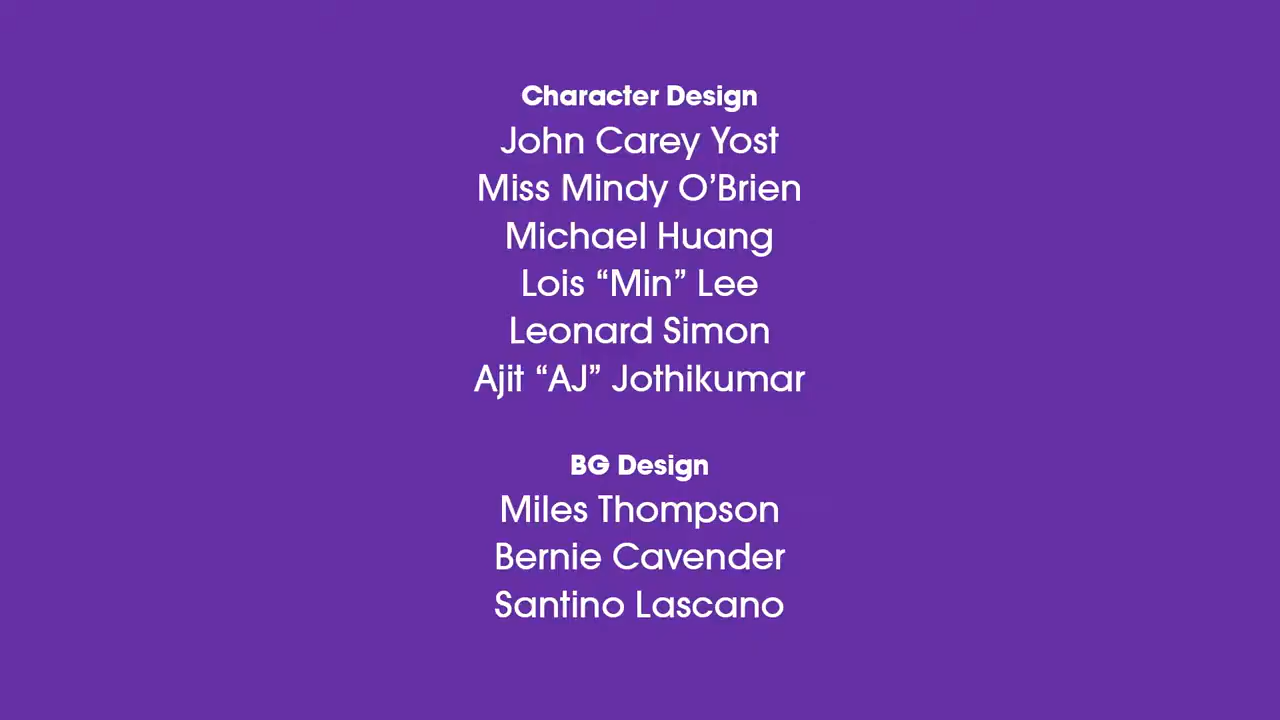 Character Design
John Carey Yost
Miss Mindy O’Brien
Michael Huang
Lois “Min” Lee
Leonard Simon
Ajit “AJ” Jothikumar
BG Design
Miles Thompson
Bernie Cavender
Santino Lascano